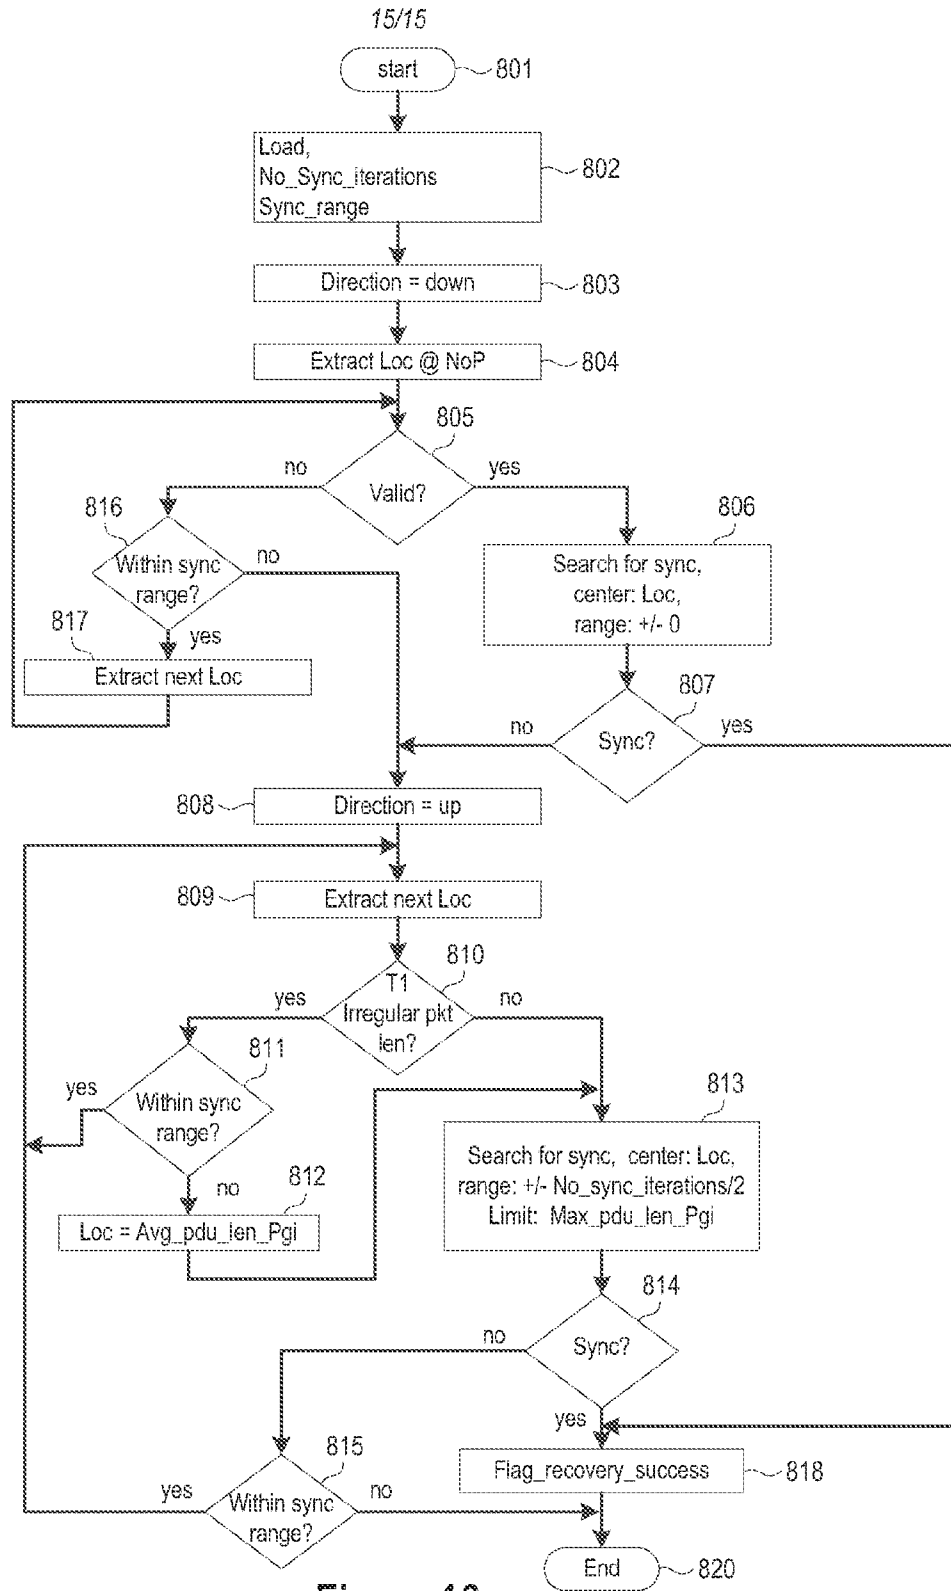 15/15
start
801
Load,
No_Sync_iterations
Sync_range
802
Direction = down
803
Extract Loc @ NoP
804
805
Valid?
no
yes
816
Within sync
range?
no
yes
817
Extract next Loc
806
Search for sync,
center: Loc,
range: +/- 0
807
Sync?
no
yes
808
Direction = up
809
Extract next Loc
810
T1
Irregular pkt
len?
yes
no
811
Within sync
range?
yes
no
812
Loc = Avg_pdu_len_Pgi
813
Search for sync, center: Loc,
range: +/- No_sync_iterations/2
Limit: Max_pdu_len_Pgi
814
Sync?
no
yes
815
Within sync
range?
yes
no
Flag_recovery_success
818
End
820